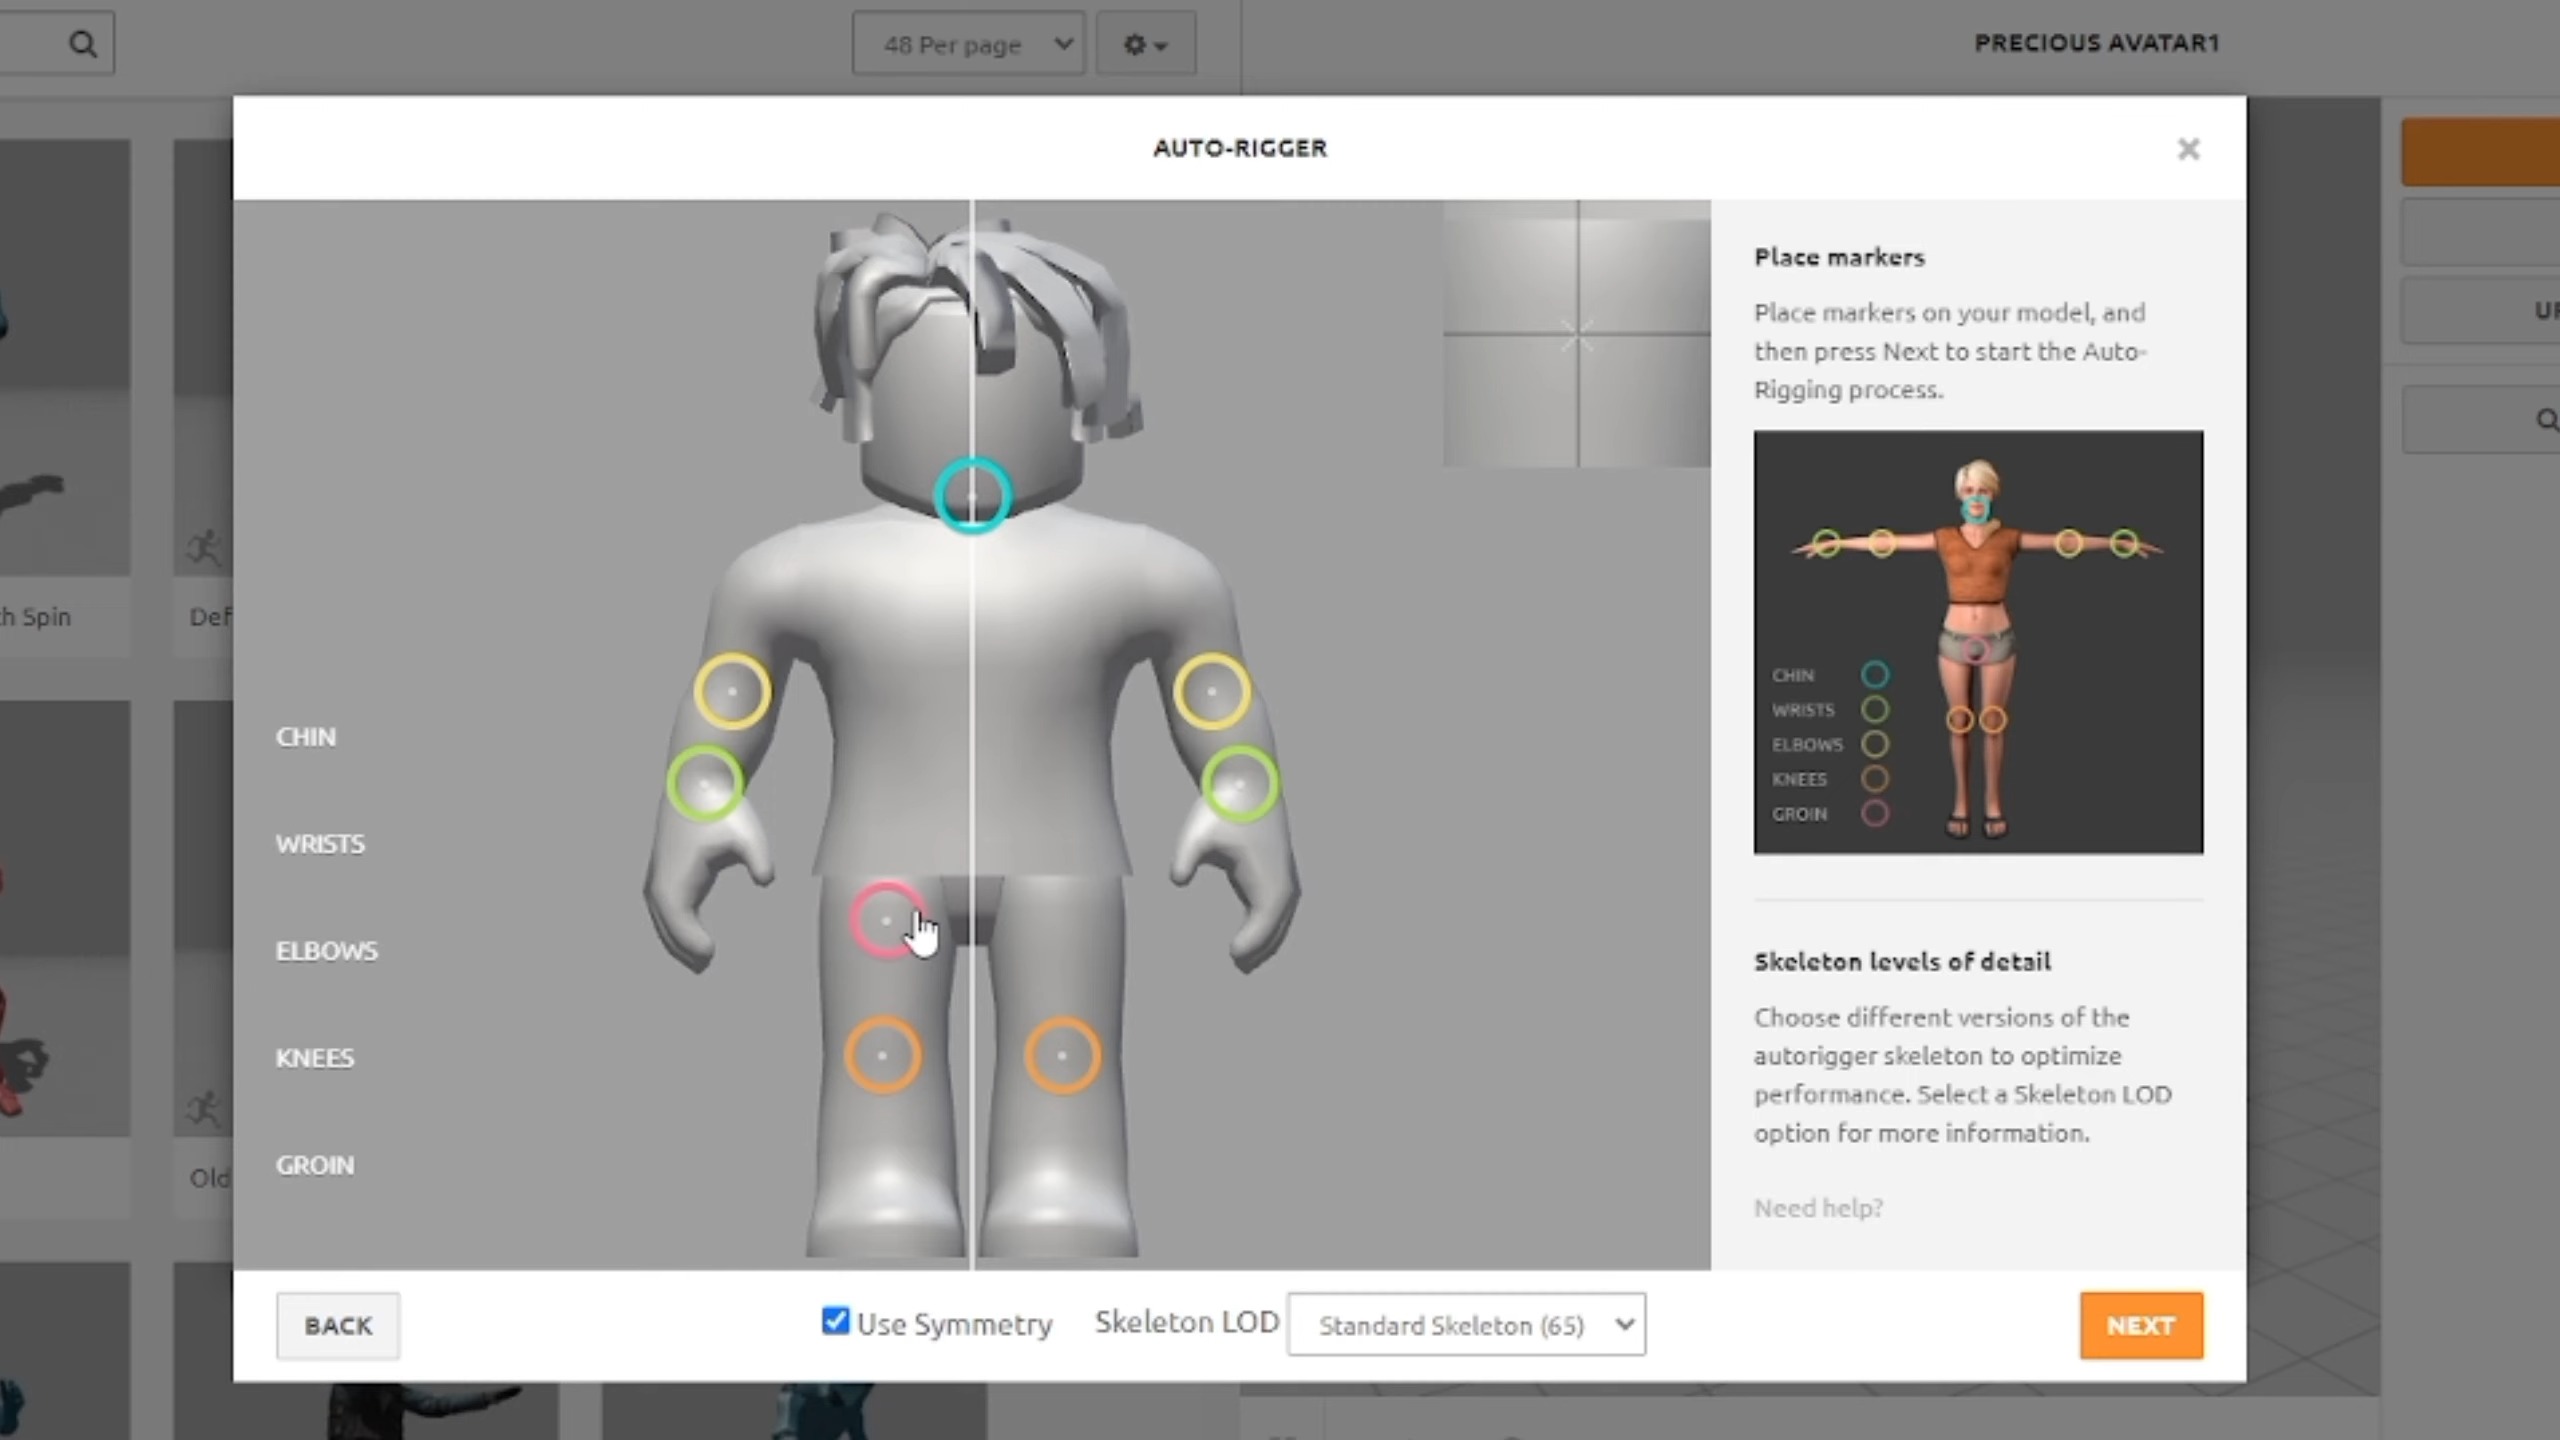 48 Per page
PRECIOUS AVATAR1
AUTO-RIGGER
Place markers
Place markers on your model, and
then press Next to start the Auto-
Rigging process.
CHIN
WRISTS
ELBOWS
KNEES
GROIN
CHIN
WRISTS
ELBOWS
KNEES
GROIN
Skeleton levels of detail
Choose different versions of the
autorigger skeleton to optimize
performance. Select a Skeleton LOD
option for more information.
Need help?
BACK
Use Symmetry
Skeleton LOD
Standard Skeleton (65)
NEXT
Spin
Old